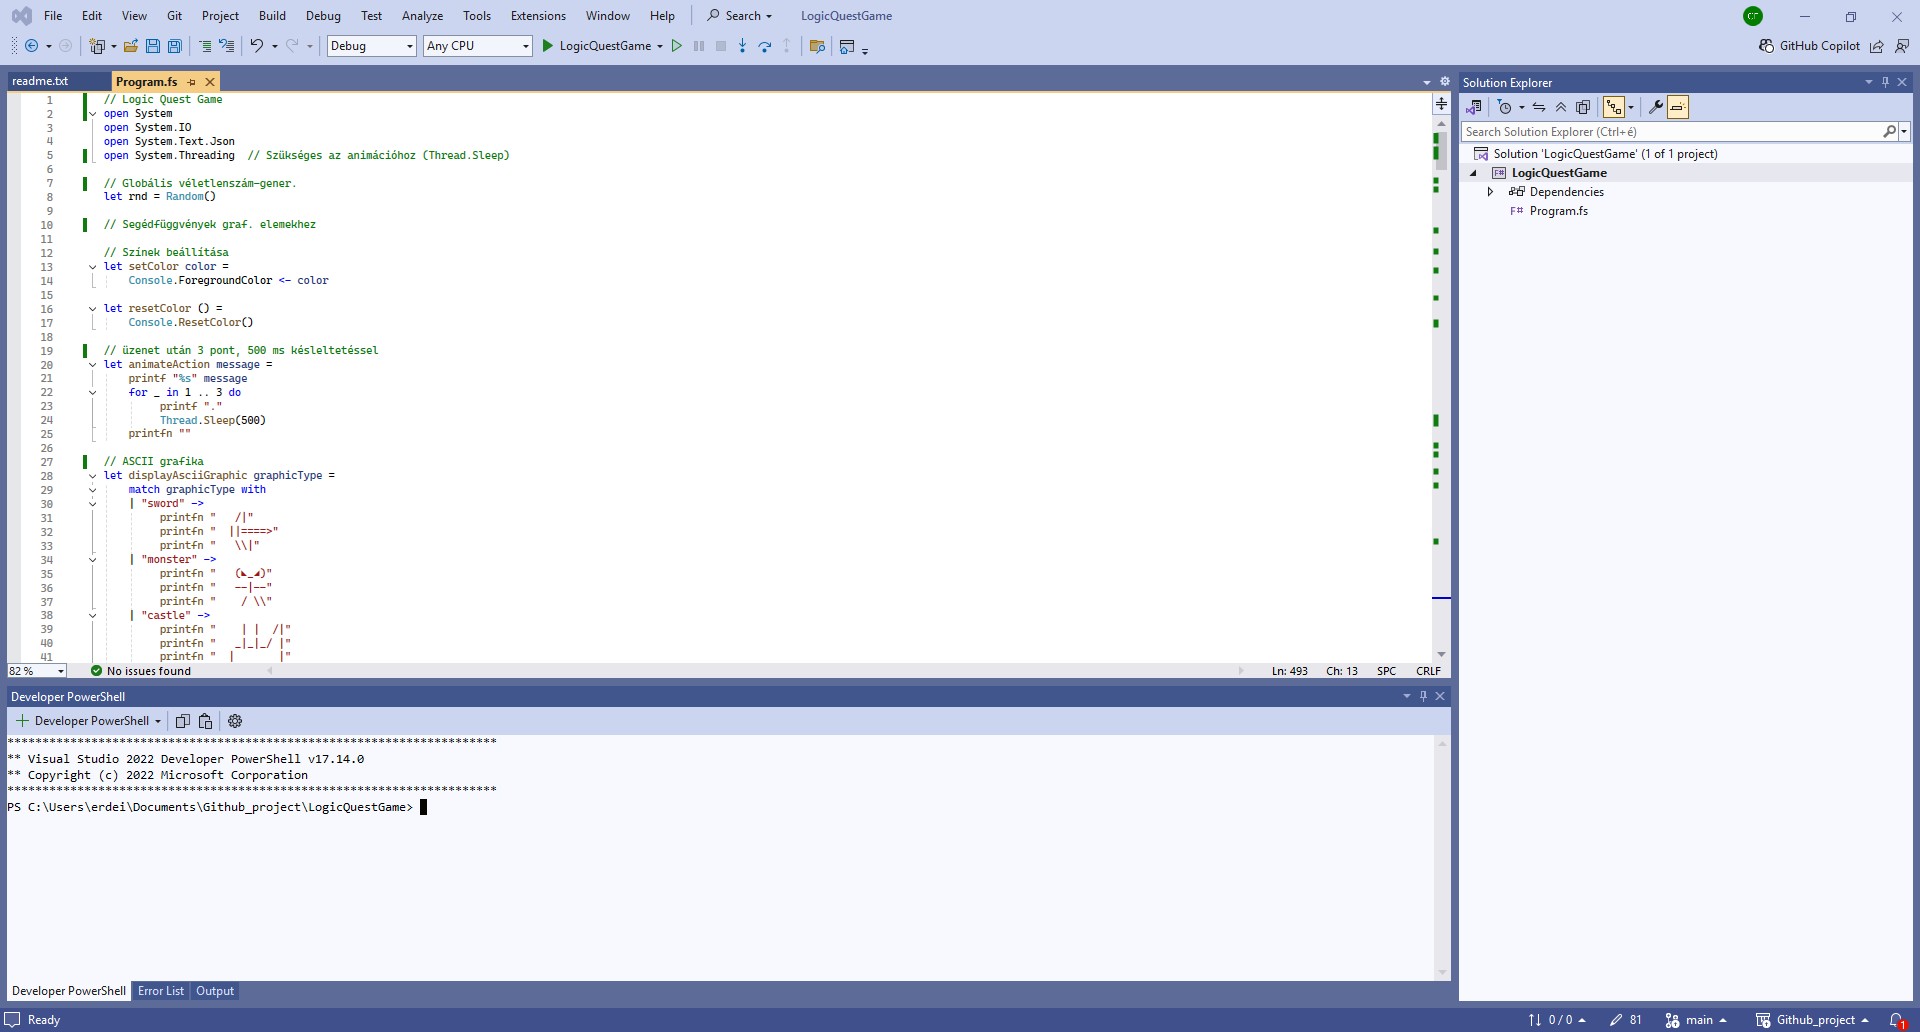 File Edit View Git Project Build Debug Test Analyze Tools Extensions Window Help Search LogicQuestGame CF
Debug Any CPU LogicQuestGame GitHub Copilot
readme.txt Program.fs
1 // Logic Quest Game
2 open System
3 open System.IO
4 open System.Text.Json
5 open System.Threading // Szükséges az animációhoz (Thread.Sleep)
6
7 // Globális véletlenszám-gener.
8 let rnd = Random()
9
10 // Segédfüggvények graf. elemekhez
11
12 // Színek beállítása
13 let setColor color =
14 Console.ForegroundColor <- color
15
16 let resetColor () =
17 Console.ResetColor()
18
19 // üzenet után 3 pont, 500 ms késleltetéssel
20 let animateAction message =
21 printf "%s" message
22 for _ in 1 .. 3 do
23 printf "."
24 Thread.Sleep(500)
25 printfn ""
26
27 // ASCII grafika
28 let displayAsciiGraphic graphicType =
29 match graphicType with
30 | "sword" ->
31 printfn "   /|"
32 printfn "  ||====>"
33 printfn "   \\|"
34 | "monster" ->
35 printfn "   (◣_◢)"
36 printfn "   --|--"
37 printfn "    / \\"
38 | "castle" ->
39 printfn "    | |  /|"
40 printfn "   _|_|_/ |"
41 printfn "  |       |"
82 % No issues found Ln: 493 Ch: 13 SPC CRLF
Developer PowerShell
Developer PowerShell
**********************************************************************
** Visual Studio 2022 Developer PowerShell v17.14.0
** Copyright (c) 2022 Microsoft Corporation
**********************************************************************
PS C:\Users\erdei\Documents\Github_project\LogicQuestGame>
Developer PowerShell Error List Output
Solution Explorer
Search Solution Explorer (Ctrl+é)
Solution 'LogicQuestGame' (1 of 1 project)
LogicQuestGame
Dependencies
F# Program.fs
Ready 0 / 0 81 main Github_project 1